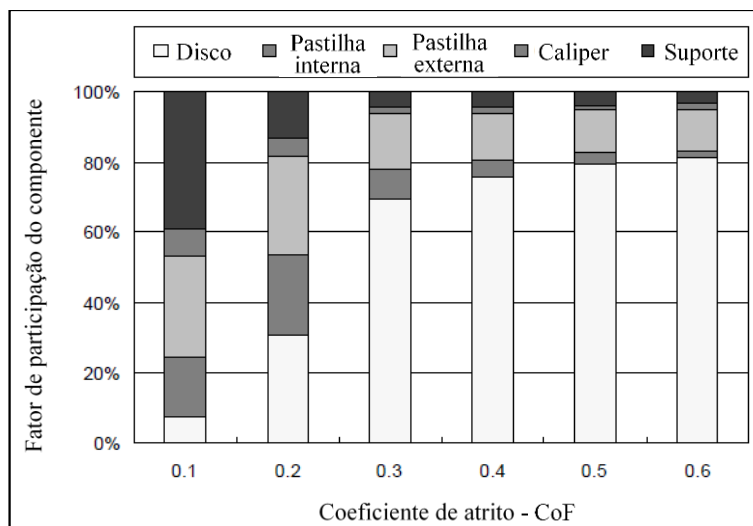 Disco
Pastilha
interna
Pastilha
externa
Caliper
Suporte
Fator de participação do componente
100%
80%
60%
40%
20%
0%
0.1 0.2 0.3 0.4 0.5 0.6
Coeficiente de atrito - CoF